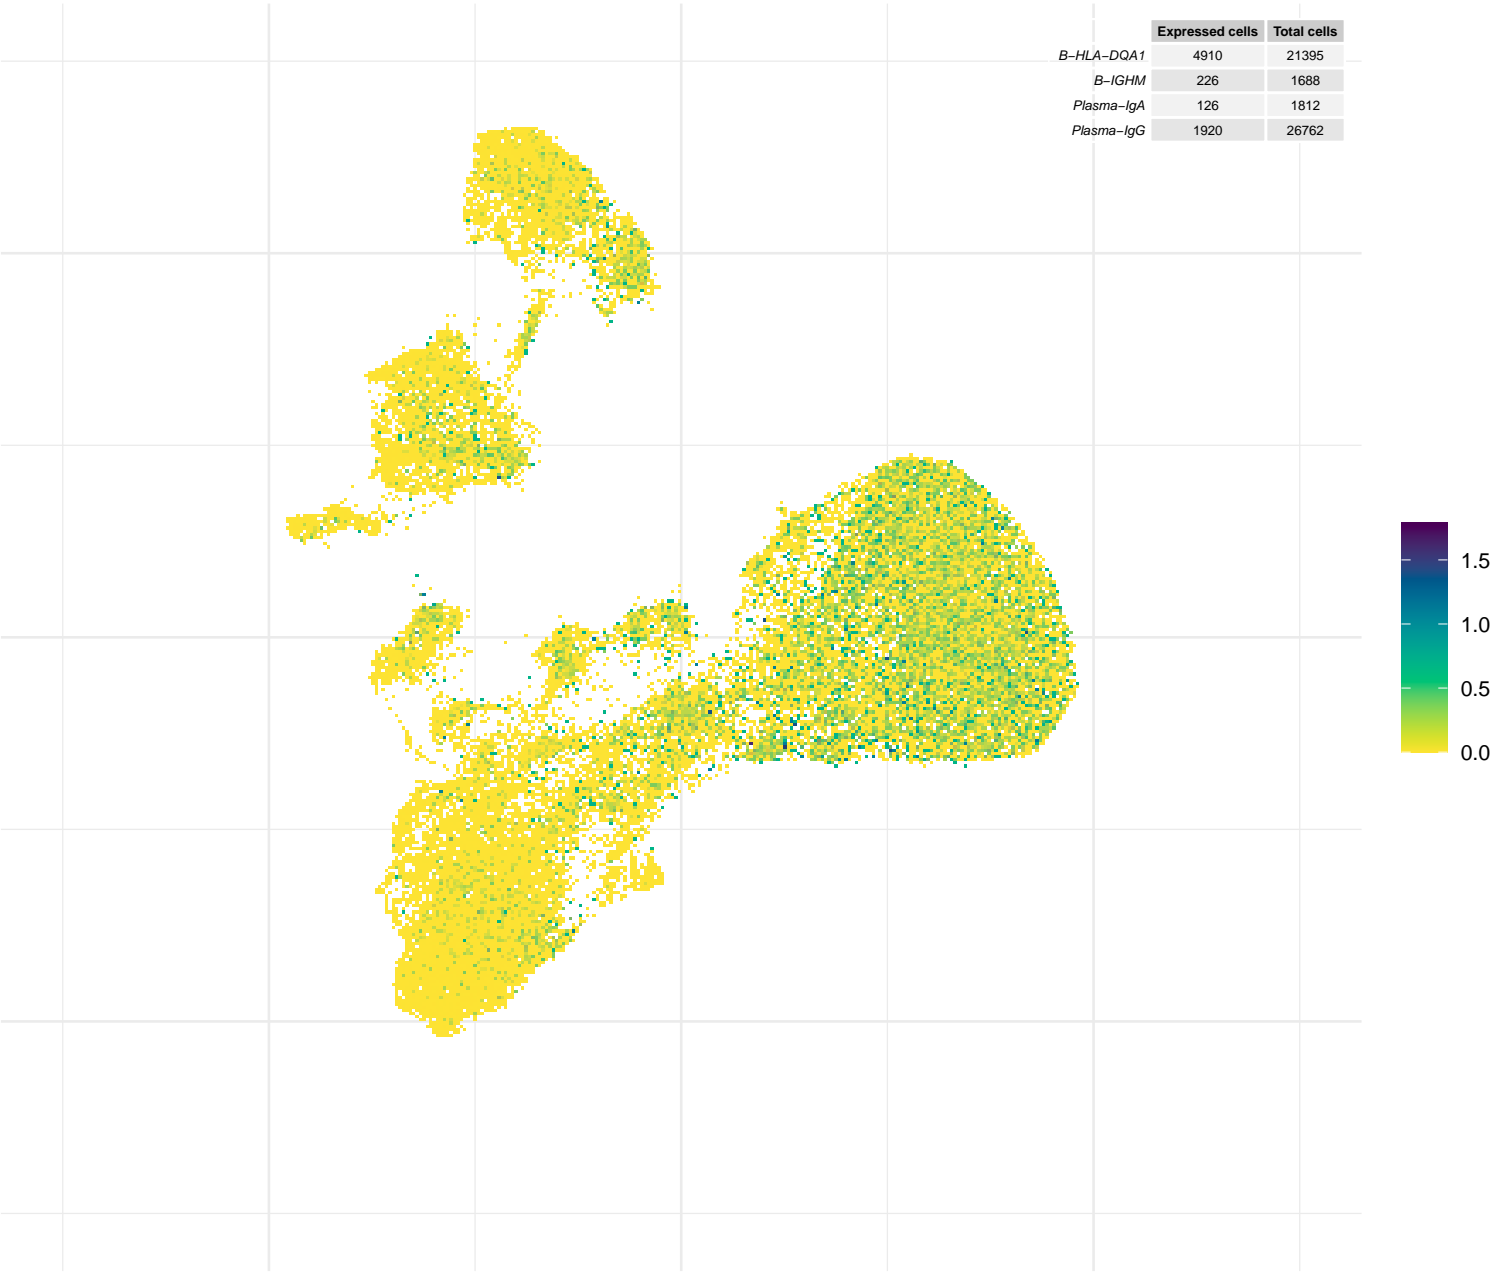 Expressed cells Total cells
B−HLA−DQA1 4910 21395
B−IGHM 226 1688
Plasma−IgA 126 1812
Plasma−IgG 1920 26762
1.5
1.0
0.5
0.0